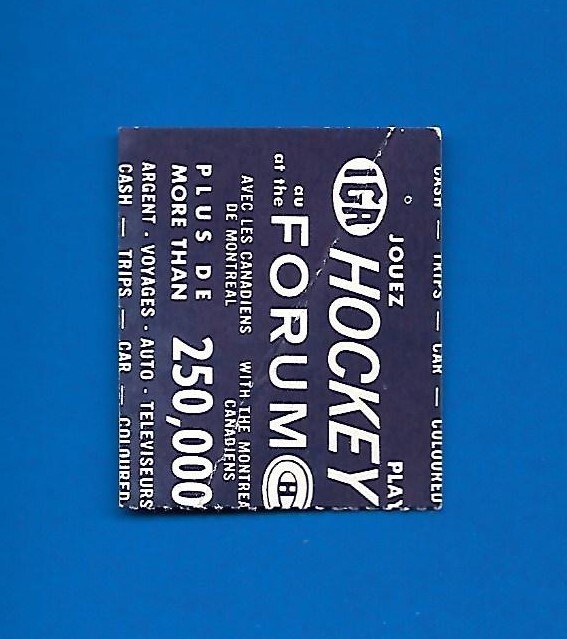 CASH — TRIPS — CAR — COLOURED
IGA JOUEZ PLAY
HOCKEY
au
at the FORUM
AVEC LES CANADIENS WITH THE MONTREA
DE MONTREAL CANADIENS
PLUS DE
MORE THAN 250,000
ARGENT · VOYAGES · AUTO · TELEVISEURS
CASH — TRIPS — CAR — COLOURED